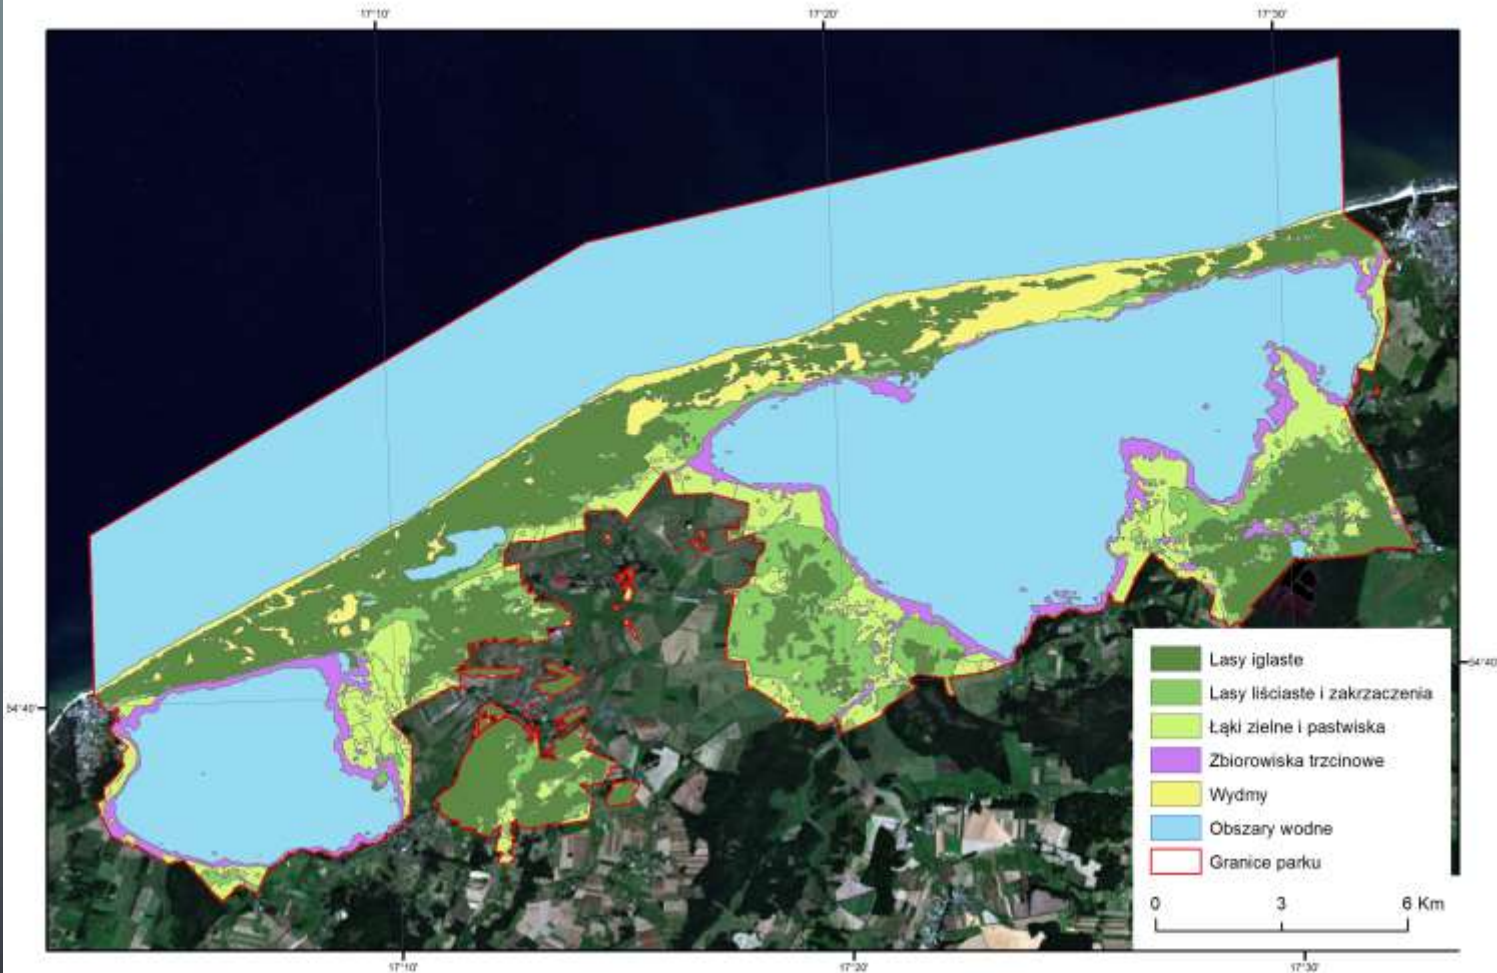 17°10' 17°20' 17°30'
54°40'
54°40'
Lasy iglaste
Lasy liściaste i zakrzaczenia
Łąki zielne i pastwiska
Zbiorowiska trzcinowe
Wydmy
Obszary wodne
Granice parku
0 3 6 Km
17°10' 17°20' 17°30'